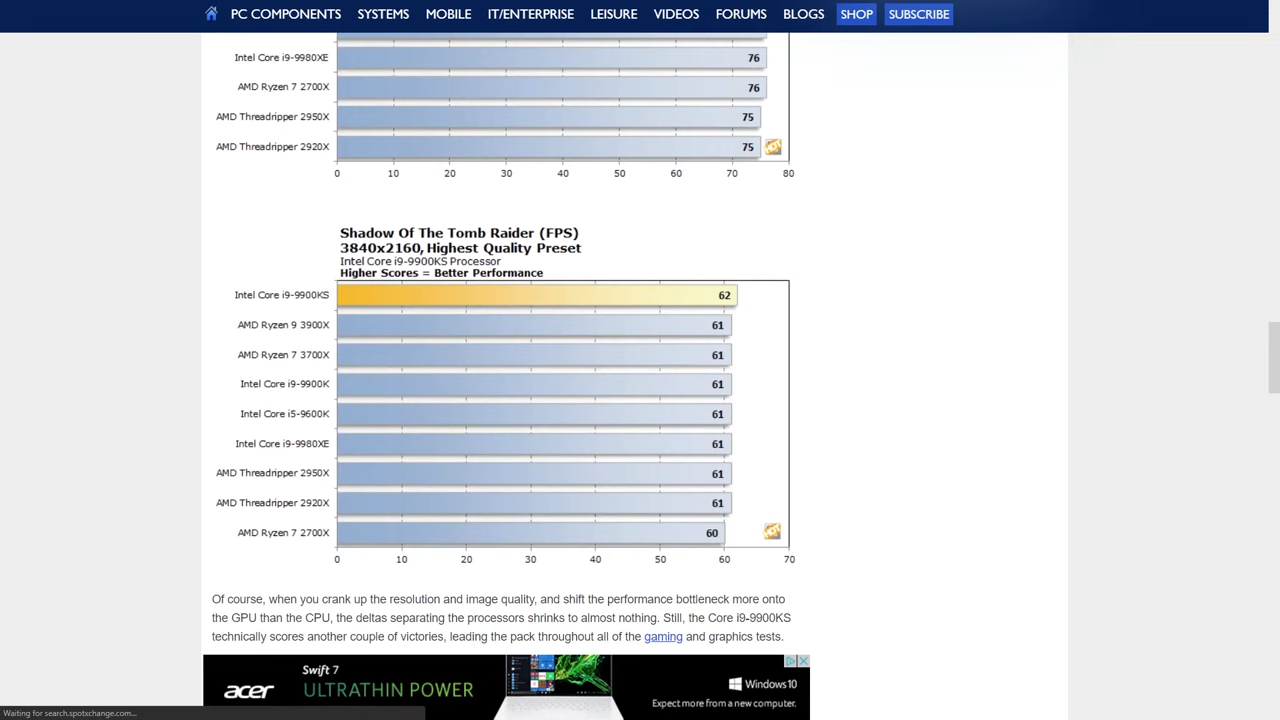 PC COMPONENTS SYSTEMS MOBILE IT/ENTERPRISE LEISURE VIDEOS FORUMS BLOGS SHOP SUBSCRIBE
Intel Core i9-9980XE 76
AMD Ryzen 7 2700X 76
AMD Threadripper 2950X 75
AMD Threadripper 2920X 75
0 10 20 30 40 50 60 70 80
Shadow Of The Tomb Raider (FPS)
3840x2160, Highest Quality Preset
Intel Core i9-9900KS Processor
Higher Scores = Better Performance
Intel Core i9-9900KS 62
AMD Ryzen 9 3900X 61
AMD Ryzen 7 3700X 61
Intel Core i9-9900K 61
Intel Core i5-9600K 61
Intel Core i9-9980XE 61
AMD Threadripper 2950X 61
AMD Threadripper 2920X 61
AMD Ryzen 7 2700X 60
0 10 20 30 40 50 60 70
Of course, when you crank up the resolution and image quality, and shift the performance bottleneck more onto
the GPU than the CPU, the deltas separating the processors shrinks to almost nothing. Still, the Core i9-9900KS
technically scores another couple of victories, leading the pack throughout all of the gaming and graphics tests.
Swift 7
acer ULTRATHIN POWER
Windows 10
Expect more from a new computer.
Waiting for search.spotxchange.com...